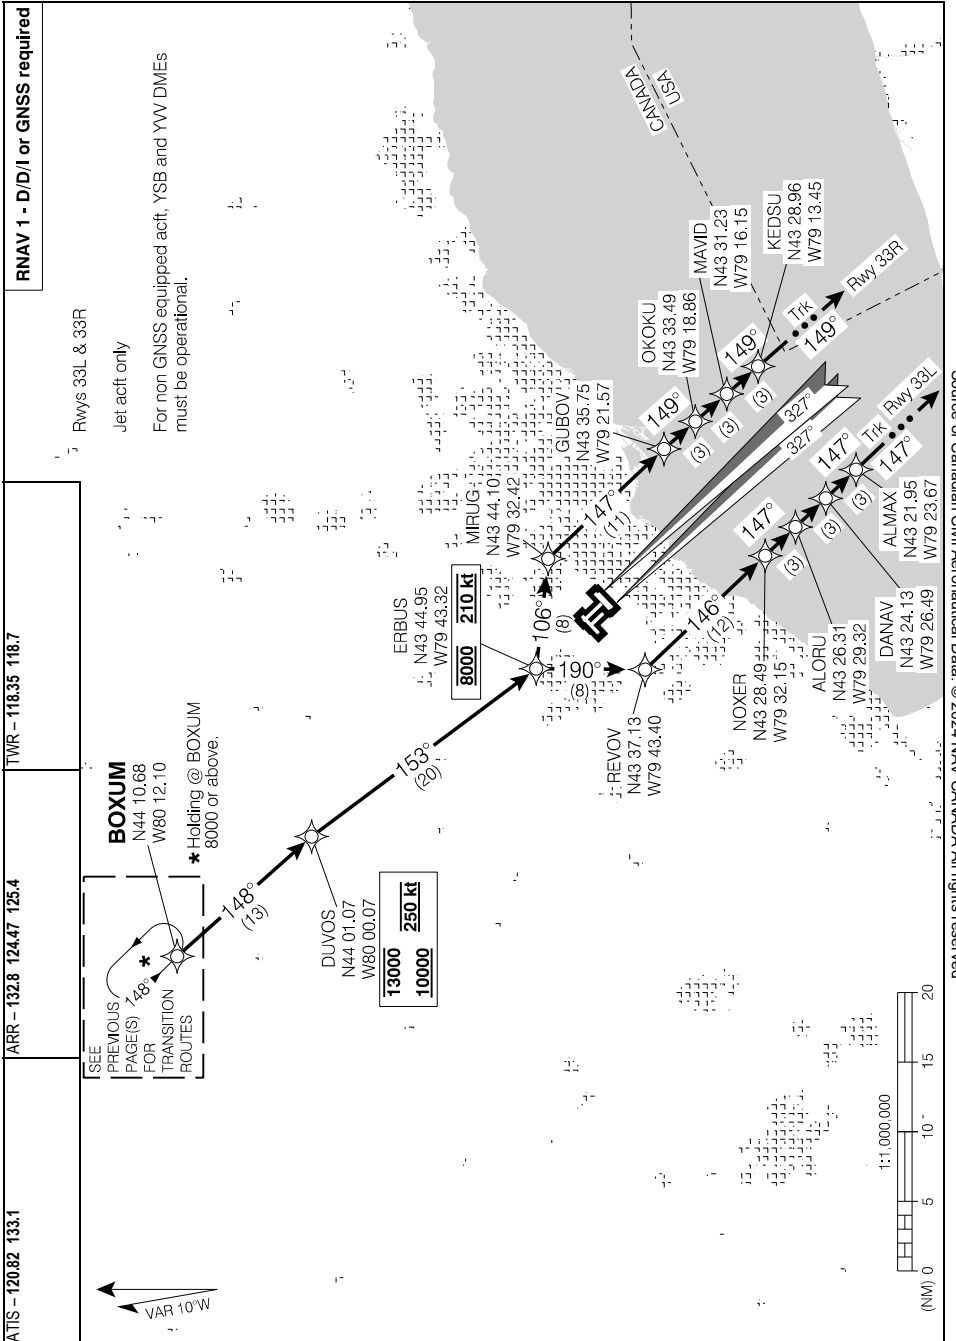 ATIS – 120.82 133.1
ARR – 132.8 124.47 125.4
TWR – 118.35 118.7
RNAV 1 - D/D/I or GNSS required
Rwys 33L & 33R
Jet acft only
For non GNSS equipped acft, YSB and YVV DMEs
must be operational.
SEE
PREVIOUS
PAGE(S)
FOR
TRANSITION
ROUTES
148°
*
BOXUM
N44 10.68
W80 12.10
* Holding @ BOXUM
8000 or above.
148°
(13)
DUVOS
N44 01.07
W80 00.07
13000 250 kt
10000
153°
(20)
ERBUS
N43 44.95
W79 43.32
8000 210 kt
106°
(8)
MIRUG
N43 44.10
W79 32.42
147°
(11)
GUBOV
N43 35.75
W79 21.57
149°
(3)
OKOKU
N43 33.49
W79 18.86
(3)
MAVID
N43 31.23
W79 16.15
149°
(3)
KEDSU
N43 28.96
W79 13.45
Trk
149°
Rwy 33R
190°
(8)
REVOV
N43 37.13
W79 43.40
146°
(12)
NOXER
N43 28.49
W79 32.15
147°
(3)
ALORU
N43 26.31
W79 29.32
(3)
DANAV
N43 24.13
W79 26.49
147°
(3)
ALMAX
N43 21.95
W79 23.67
Trk
147°
Rwy 33L
327°
327°
CANADA
USA
VAR 10°W
1:1,000,000
(NM) 0 5 10 15 20
Source of Canadian Civil Aeronautical Data: © 2024 NAV CANADA All rights reserved